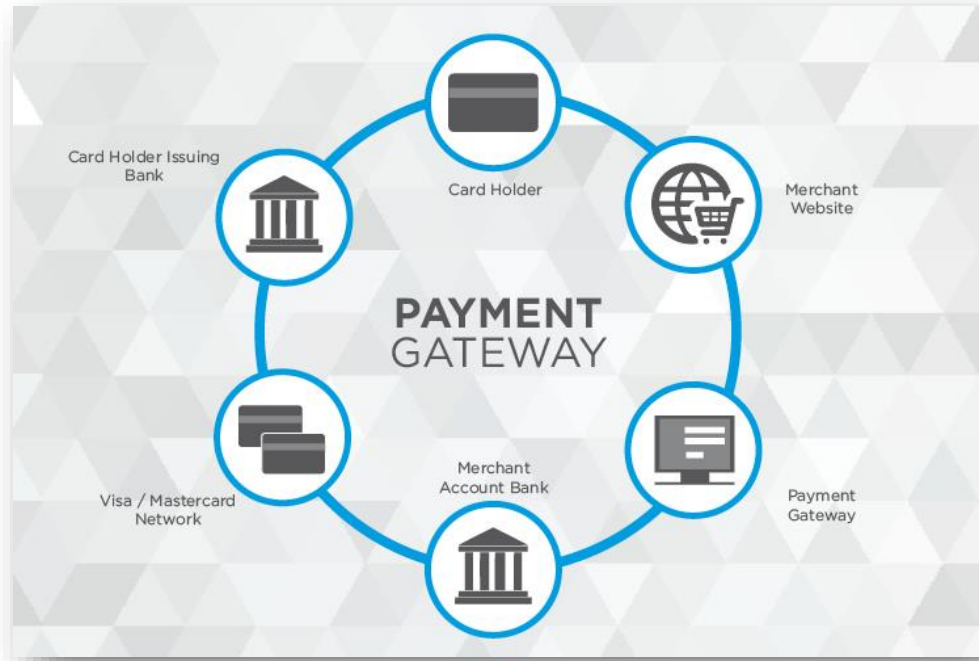 Card Holder
Merchant
Website
Payment
Gateway
Merchant
Account Bank
Visa / Mastercard
Network
Card Holder Issuing
Bank
PAYMENT
GATEWAY